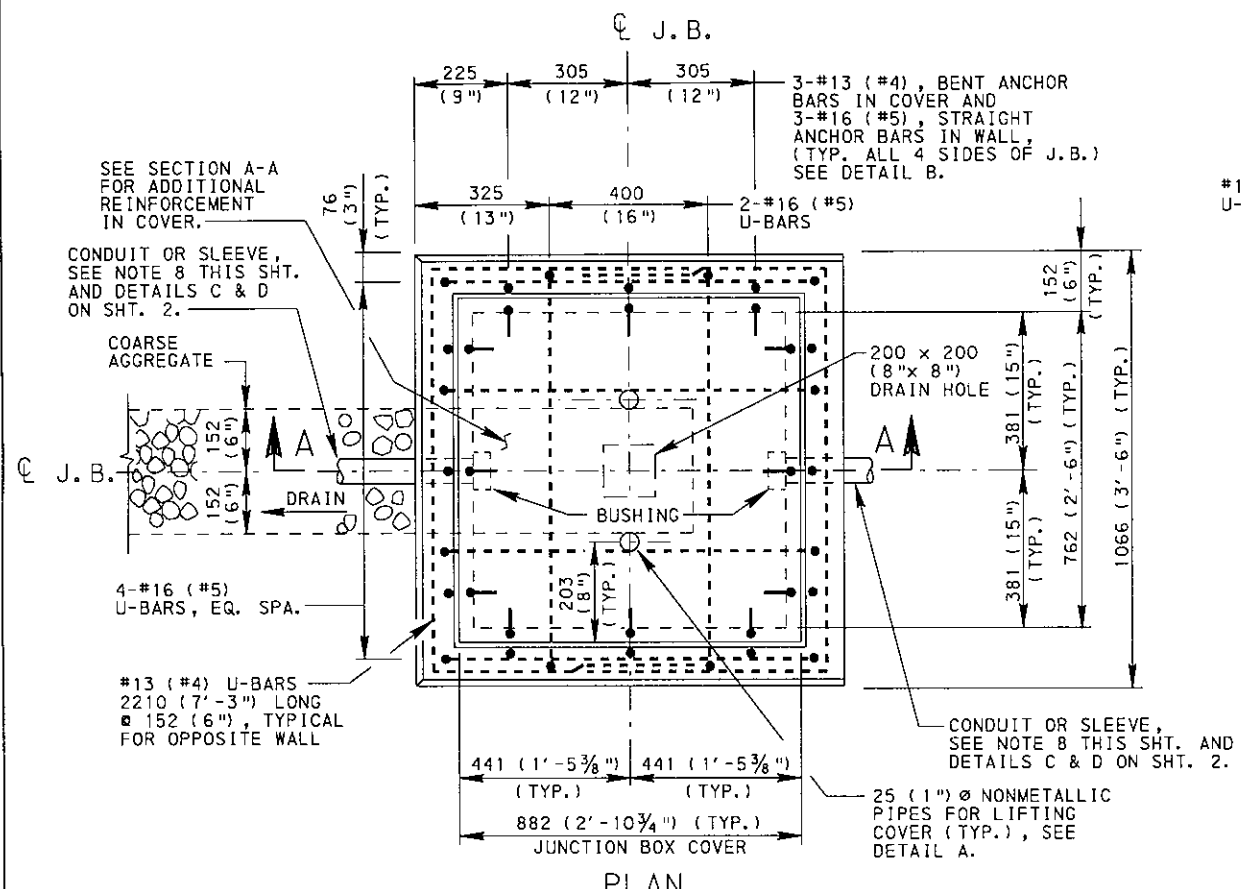 ℄ J.B.
225
(9")
305
(12")
305
(12")
3-#13 (#4), BENT ANCHOR
BARS IN COVER AND
3-#16 (#5), STRAIGHT
ANCHOR BARS IN WALL,
(TYP. ALL 4 SIDES OF J.B.)
SEE DETAIL B.
SEE SECTION A-A
FOR ADDITIONAL
REINFORCEMENT
IN COVER.
76
(3")
(TYP.)
325
(13")
400
(16")
2-#16 (#5)
U-BARS
#1
U-
CONDUIT OR SLEEVE,
SEE NOTE 8 THIS SHT.
AND DETAILS C & D
ON SHT. 2.
152
(6")
(TYP.)
COARSE
AGGREGATE
200 x 200
(8"x 8")
DRAIN HOLE
381 (15")
(TYP.)
762 (2'-6") (TYP.)
1066 (3'-6") (TYP.)
152
(6")
A
A
℄ J.B.
152
(6")
DRAIN
BUSHING
381 (15")
(TYP.)
203
(8")
(TYP.)
4-#16 (#5)
U-BARS, EQ. SPA.
#13 (#4) U-BARS
2210 (7'-3") LONG
@ 152 (6"), TYPICAL
FOR OPPOSITE WALL
CONDUIT OR SLEEVE,
SEE NOTE 8 THIS SHT. AND
DETAILS C & D ON SHT. 2.
441 (1'-5⅜")
(TYP.)
441 (1'-5⅜")
(TYP.)
882 (2'-10¾") (TYP.)
JUNCTION BOX COVER
25 (1") Ø NONMETALLIC
PIPES FOR LIFTING
COVER (TYP.), SEE
DETAIL A.
PLAN